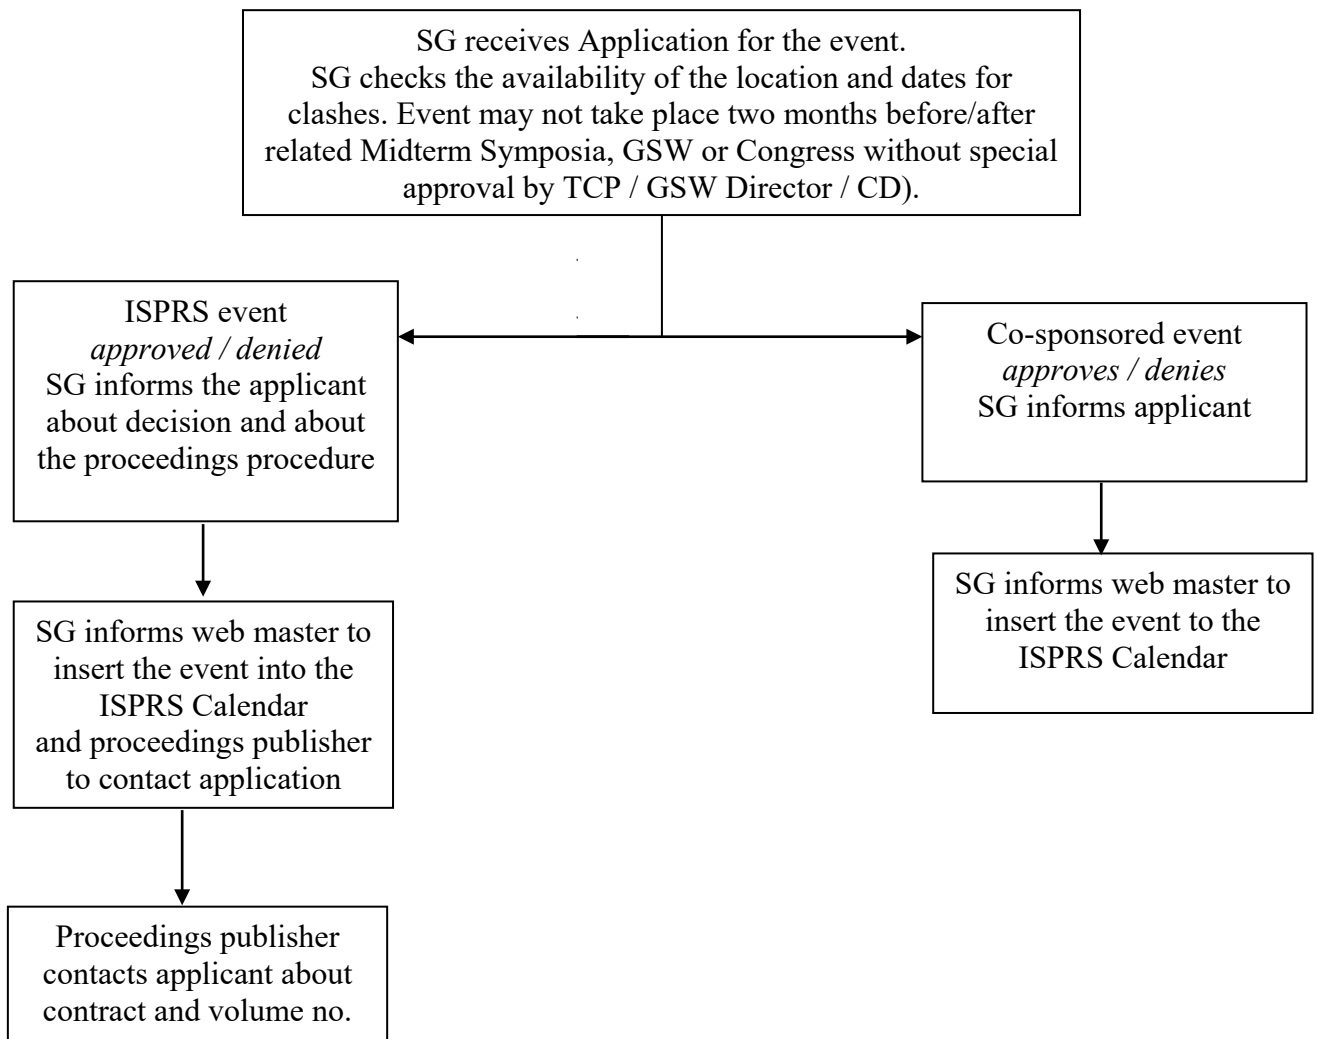 SG receives Application for the event.
SG checks the availability of the location and dates for
clashes. Event may not take place two months before/after
related Midterm Symposia, GSW or Congress without special
approval by TCP / GSW Director / CD).
ISPRS event
approved / denied
SG informs the applicant
about decision and about
the proceedings procedure
Co-sponsored event
approves / denies
SG informs applicant
SG informs web master to
insert the event into the
ISPRS Calendar
and proceedings publisher
to contact application
SG informs web master to
insert the event to the
ISPRS Calendar
Proceedings publisher
contacts applicant about
contract and volume no.